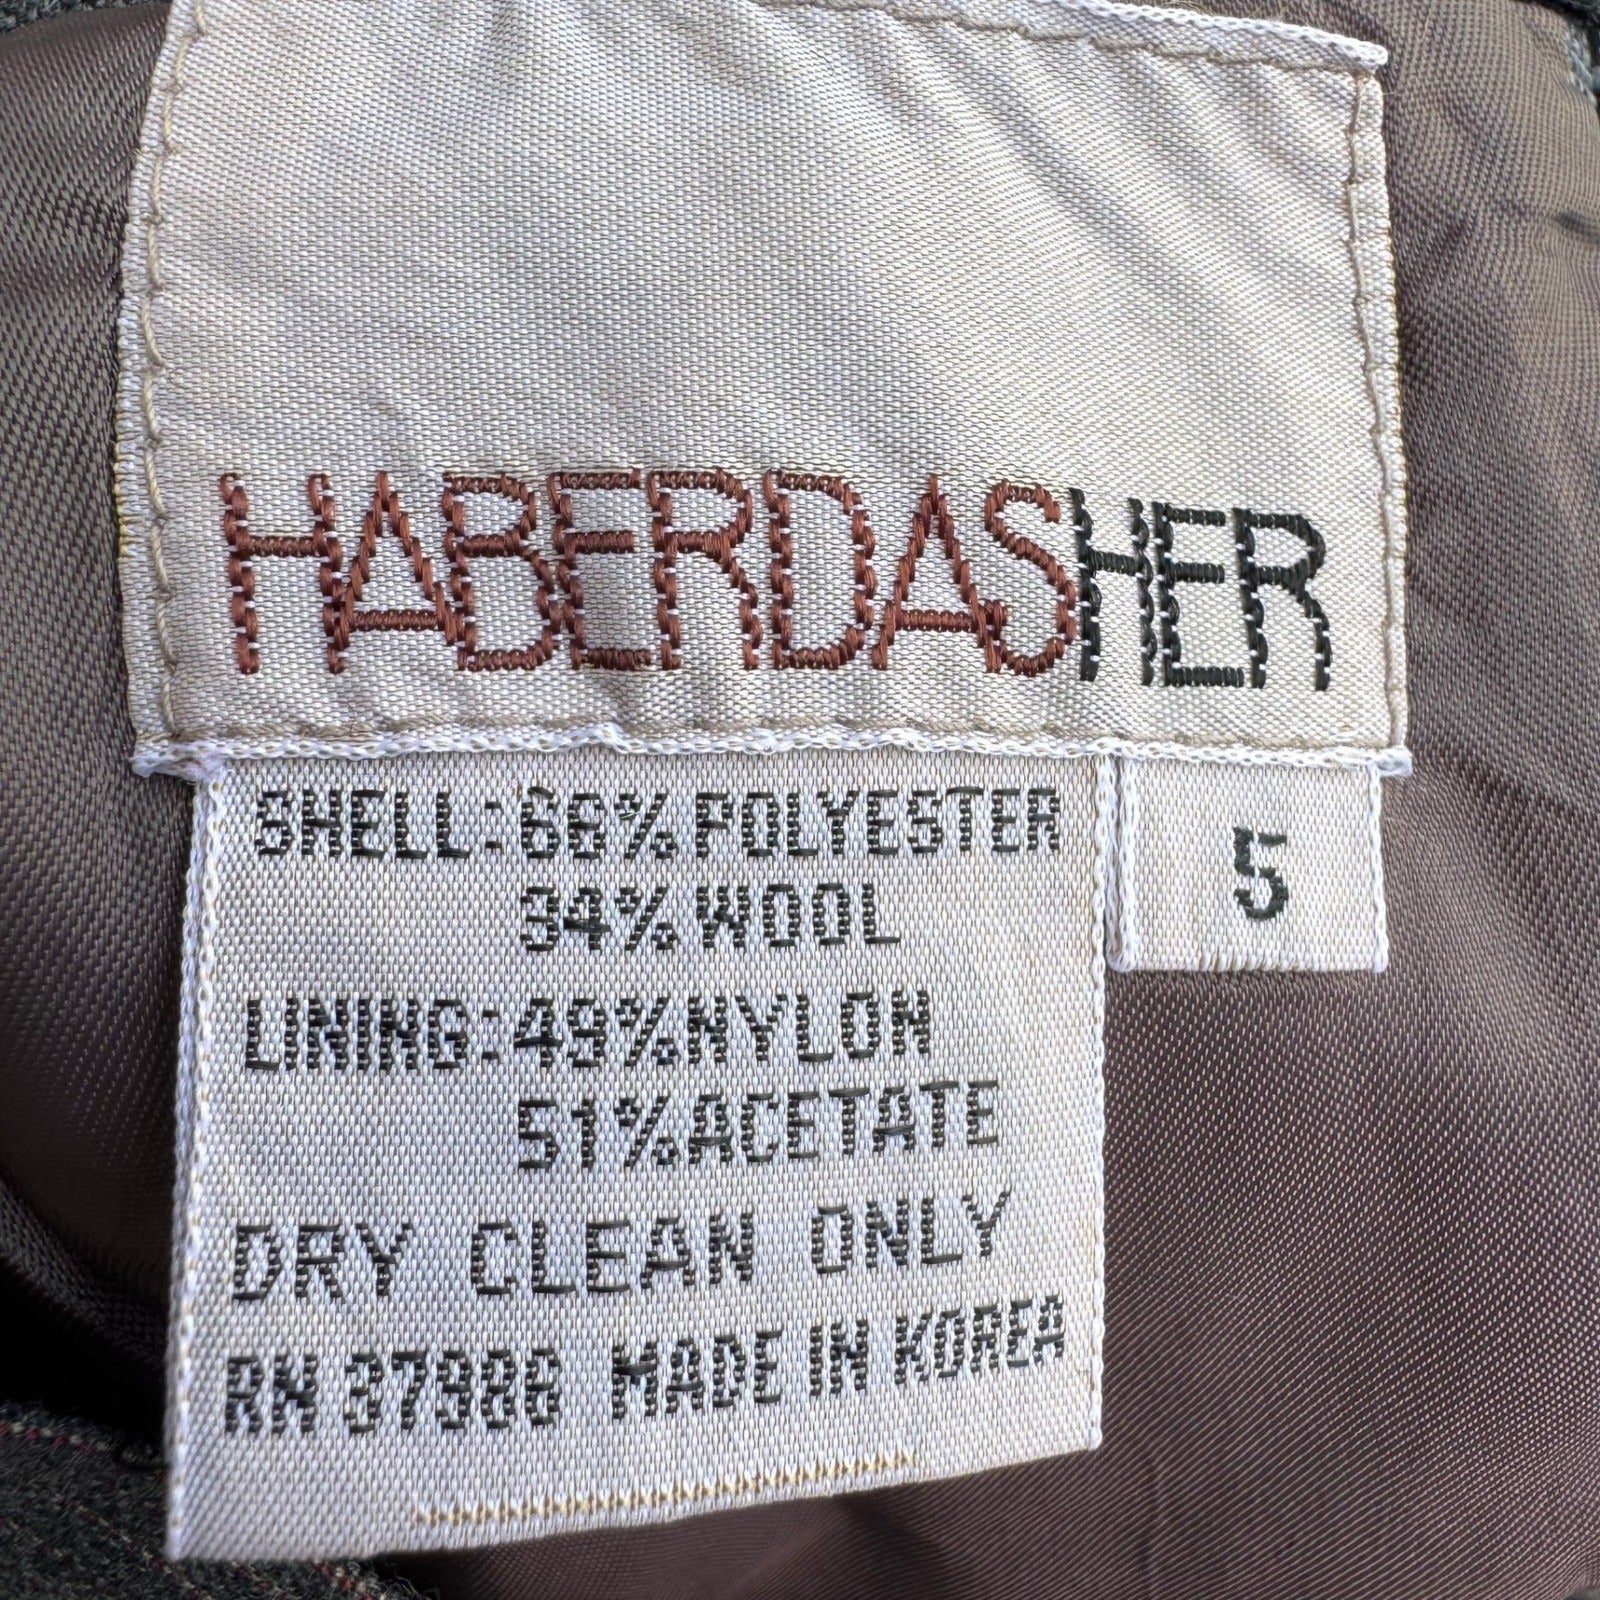 HABERDASHER
5
SHELL:66%POLYESTER
34%WOOL
LINING:49%NYLON
51%ACETATE
DRY CLEAN ONLY
RN 37986 MADE IN KOREA